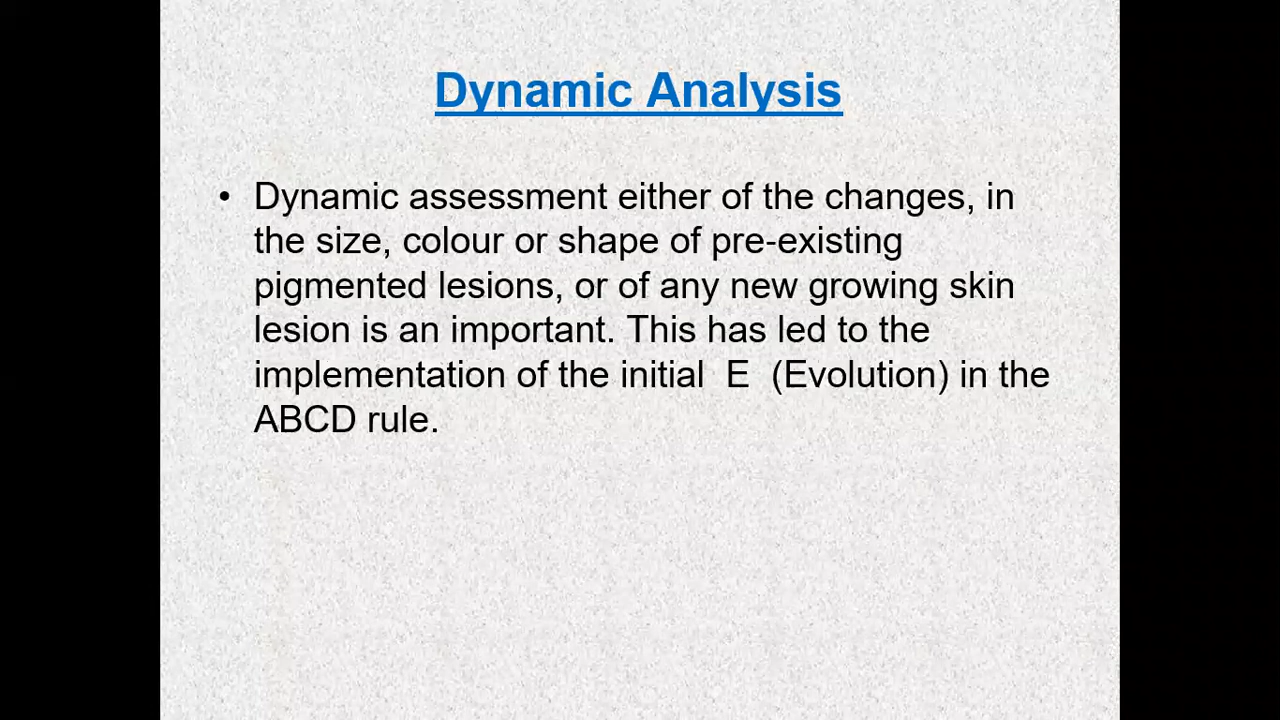 Dynamic Analysis
• Dynamic assessment either of the changes, in
the size, colour or shape of pre-existing
pigmented lesions, or of any new growing skin
lesion is an important. This has led to the
implementation of the initial  E  (Evolution) in the
ABCD rule.